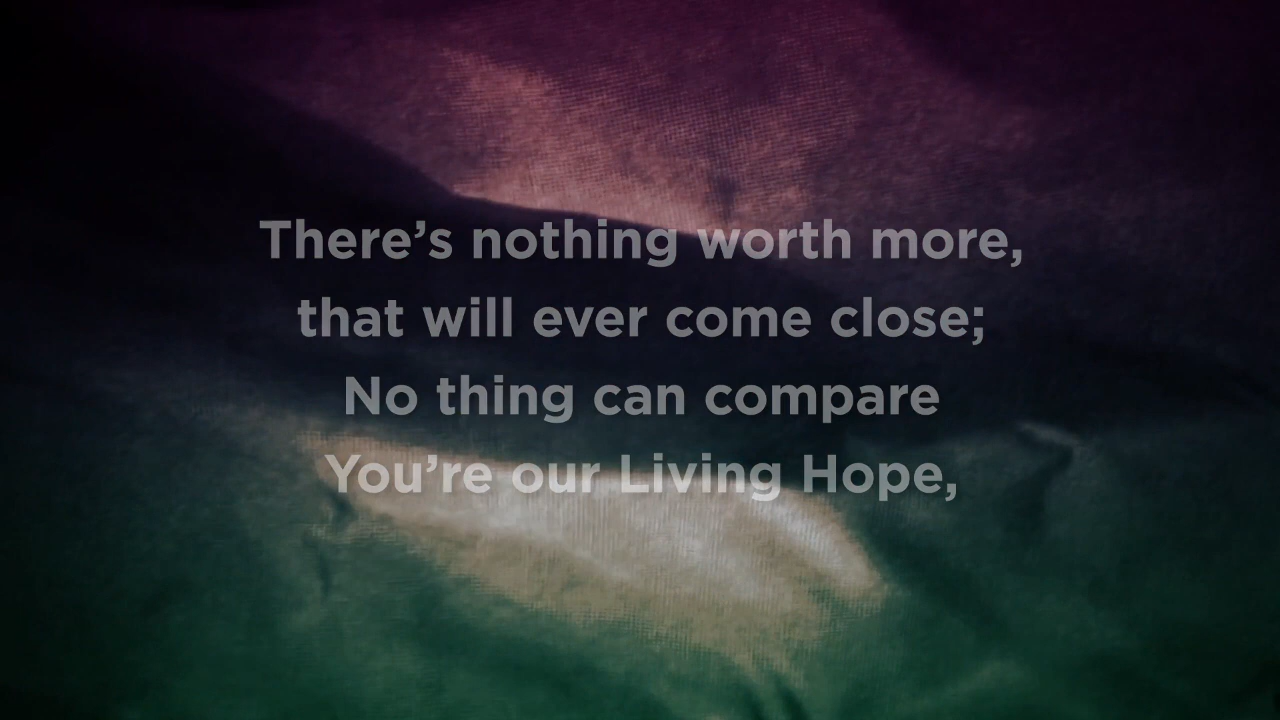 There’s nothing worth more,
that will ever come close;
No thing can compare
You’re our Living Hope,